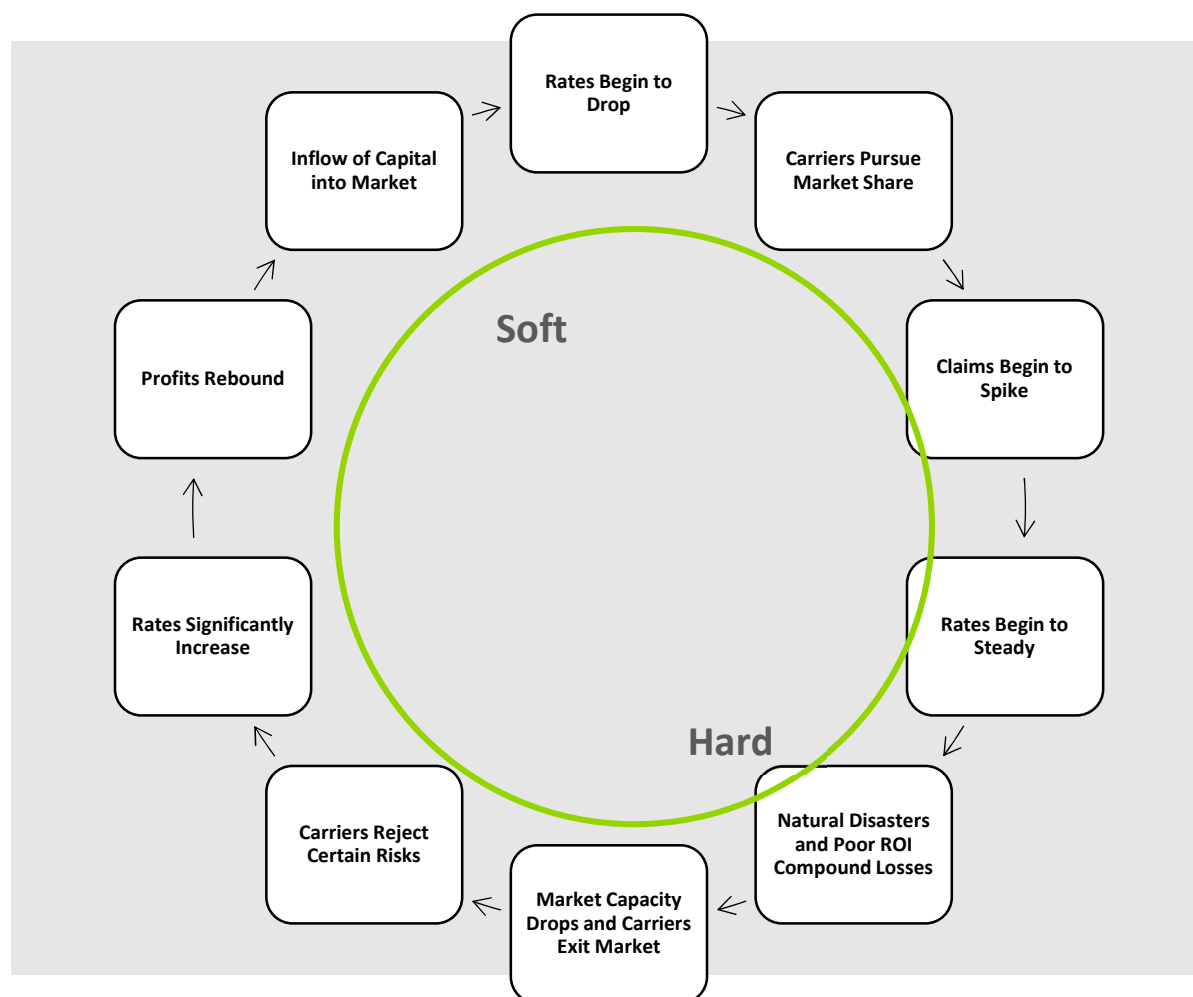 Rates Begin to
Drop
Carriers Pursue
Market Share
Claims Begin to
Spike
Rates Begin to
Steady
Natural Disasters
and Poor ROI
Compound Losses
Market Capacity
Drops and Carriers
Exit Market
Carriers Reject
Certain Risks
Rates Significantly
Increase
Profits Rebound
Inflow of Capital
into Market
Soft
Hard